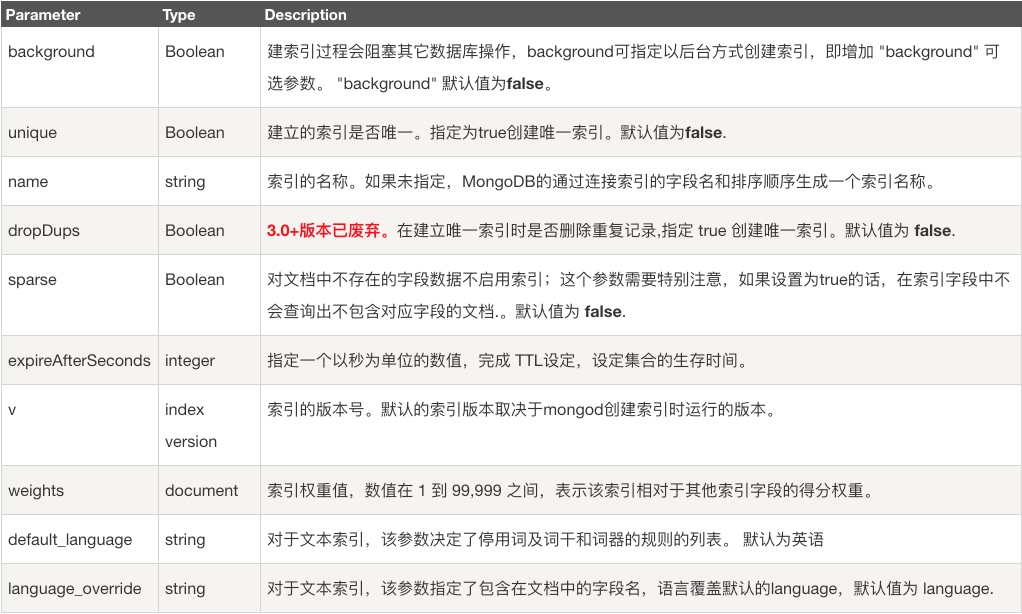 Parameter Type Description
background Boolean 建索引过程会阻塞其它数据库操作，background可指定以后台方式创建索引，即增加 "background" 可
选参数。 "background" 默认值为false。
unique Boolean 建立的索引是否唯一。指定为true创建唯一索引。默认值为false.
name string 索引的名称。如果未指定，MongoDB的通过连接索引的字段名和排序顺序生成一个索引名称。
dropDups Boolean 3.0+版本已废弃。在建立唯一索引时是否删除重复记录,指定 true 创建唯一索引。默认值为 false.
sparse Boolean 对文档中不存在的字段数据不启用索引；这个参数需要特别注意，如果设置为true的话，在索引字段中不
会查询出不包含对应字段的文档.。默认值为 false.
expireAfterSeconds integer 指定一个以秒为单位的数值，完成 TTL设定，设定集合的生存时间。
v index 索引的版本号。默认的索引版本取决于mongod创建索引时运行的版本。
version
weights document 索引权重值，数值在 1 到 99,999 之间，表示该索引相对于其他索引字段的得分权重。
default_language string 对于文本索引，该参数决定了停用词及词干和词器的规则的列表。 默认为英语
language_override string 对于文本索引，该参数指定了包含在文档中的字段名，语言覆盖默认的language，默认值为 language.